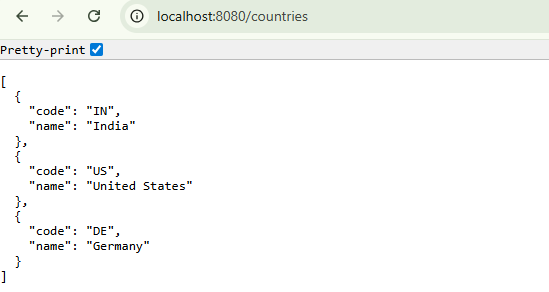 localhost:8080/countries
Pretty-print
[
  {
    "code": "IN",
    "name": "India"
  },
  {
    "code": "US",
    "name": "United States"
  },
  {
    "code": "DE",
    "name": "Germany"
  }
]